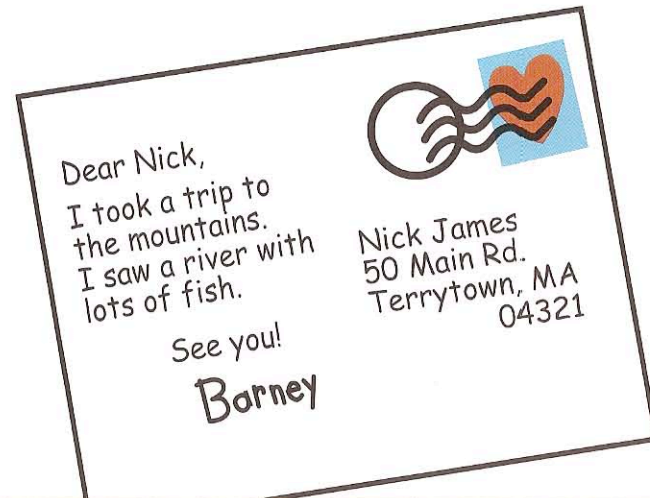 Dear Nick,
I took a trip to
the mountains.
I saw a river with
lots of fish.
See you!
Barney
Nick James
50 Main Rd.
Terrytown, MA
04321